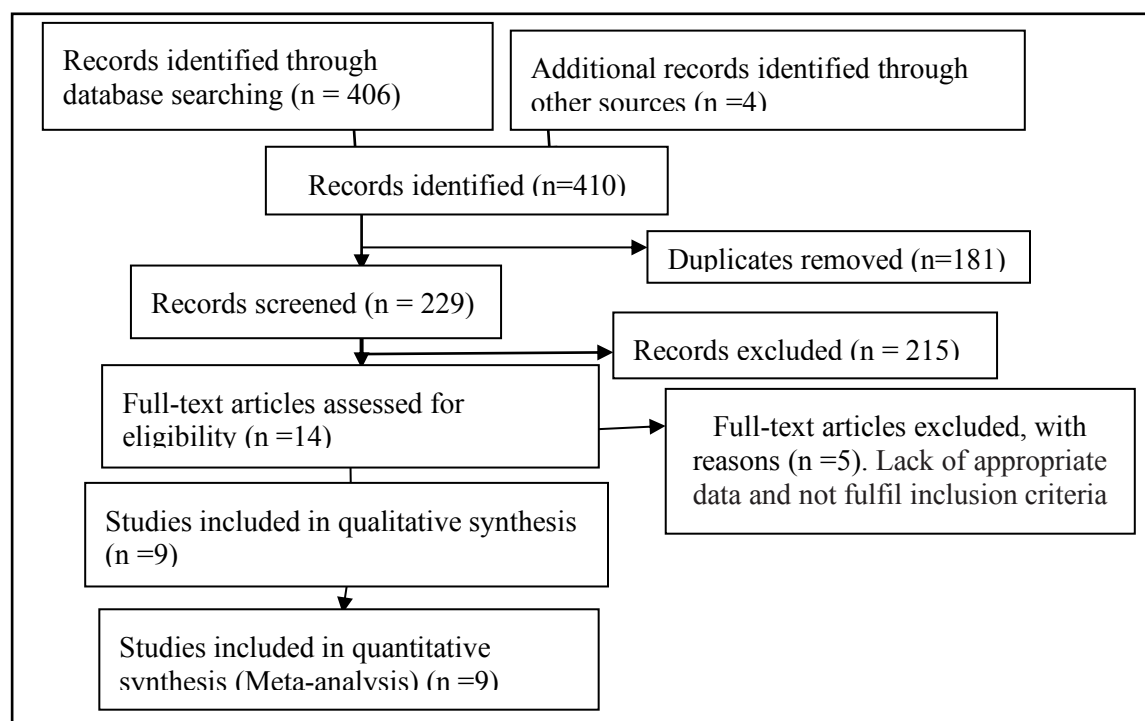 Records identified through
database searching (n = 406)
Additional records identified through
other sources (n =4)
Records identified (n=410)
Duplicates removed (n=181)
Records screened (n = 229)
Records excluded (n = 215)
Full-text articles assessed for
eligibility (n =14)
Full-text articles excluded, with
reasons (n =5). Lack of appropriate
data and not fulfil inclusion criteria
Studies included in qualitative synthesis
(n =9)
Studies included in quantitative
synthesis (Meta-analysis) (n =9)